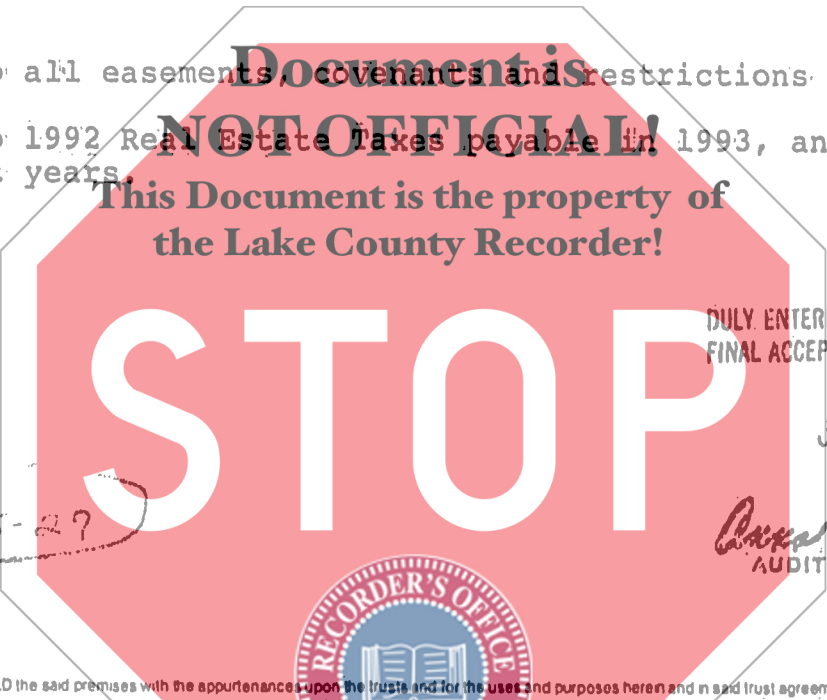 all easements, covenants and restrictions
Document is
1992 Real Estate Taxes payable in 1993, an
NOT OFFICIAL!
years.
This Document is the property of
the Lake County Recorder!
STOP
DULY ENTER
FINAL ACCEP
-27
AUDIT
RECORDER'S OFFICE
D the said premises with the appurtenances upon the trusts and for the uses and purposes herein and in said trust agreem